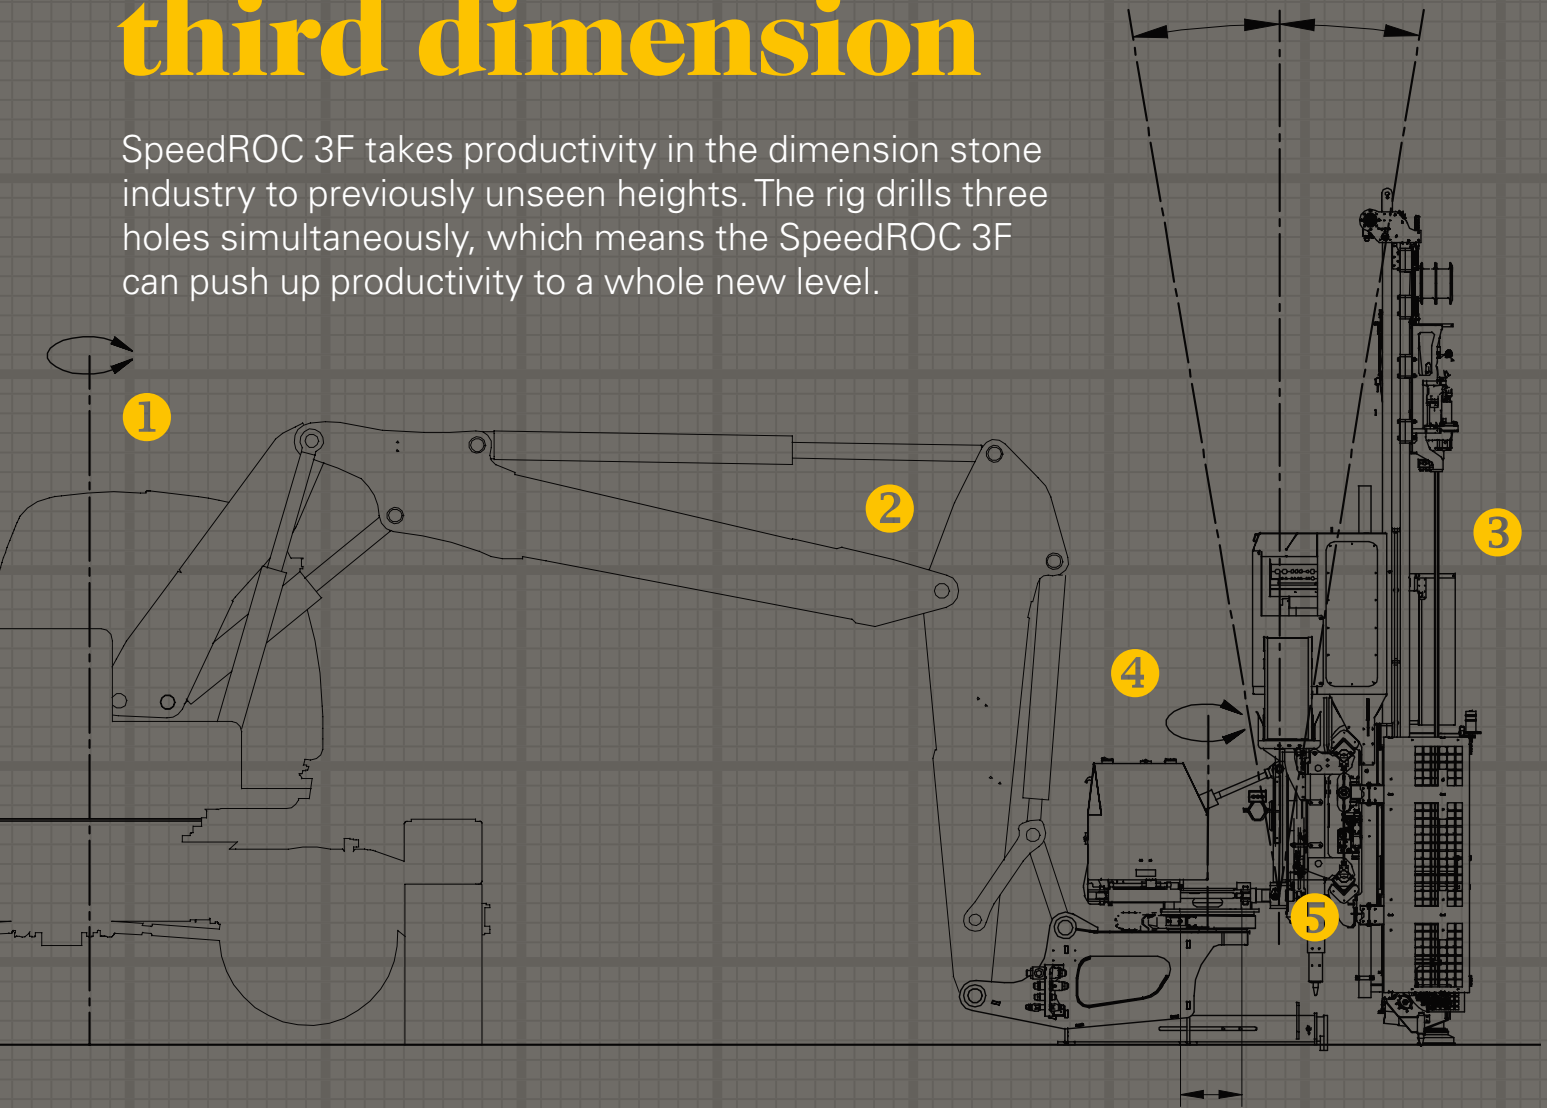 third dimension
SpeedROC 3F takes productivity in the dimension stone
industry to previously unseen heights. The rig drills three
holes simultaneously, which means the SpeedROC 3F
can push up productivity to a whole new level.
1
2
3
4
5